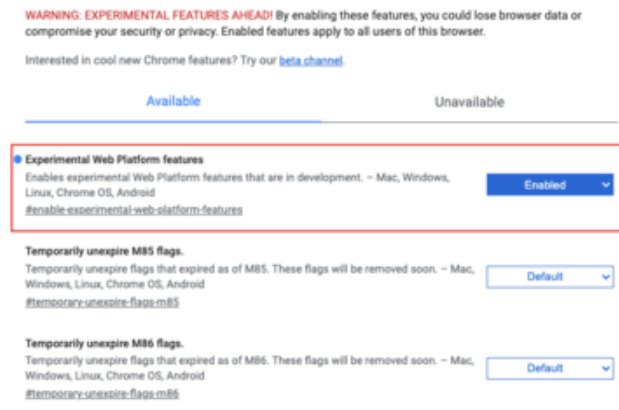 WARNING: EXPERIMENTAL FEATURES AHEAD! By enabling these features, you could lose browser data or
compromise your security or privacy. Enabled features apply to all users of this browser.
Interested in cool new Chrome features? Try our beta channel.
Available
Unavailable
Experimental Web Platform features
Enables experimental Web Platform features that are in development. – Mac, Windows,
Linux, Chrome OS, Android
#enable-experimental-web-platform-features
Enabled
Temporarily unexpire M85 flags.
Temporarily unexpire flags that expired as of M85. These flags will be removed soon. – Mac,
Windows, Linux, Chrome OS, Android
#temporary-unexpire-flags-m85
Default
Temporarily unexpire M86 flags.
Temporarily unexpire flags that expired as of M86. These flags will be removed soon. – Mac,
Windows, Linux, Chrome OS, Android
#temporary-unexpire-flags-m86
Default